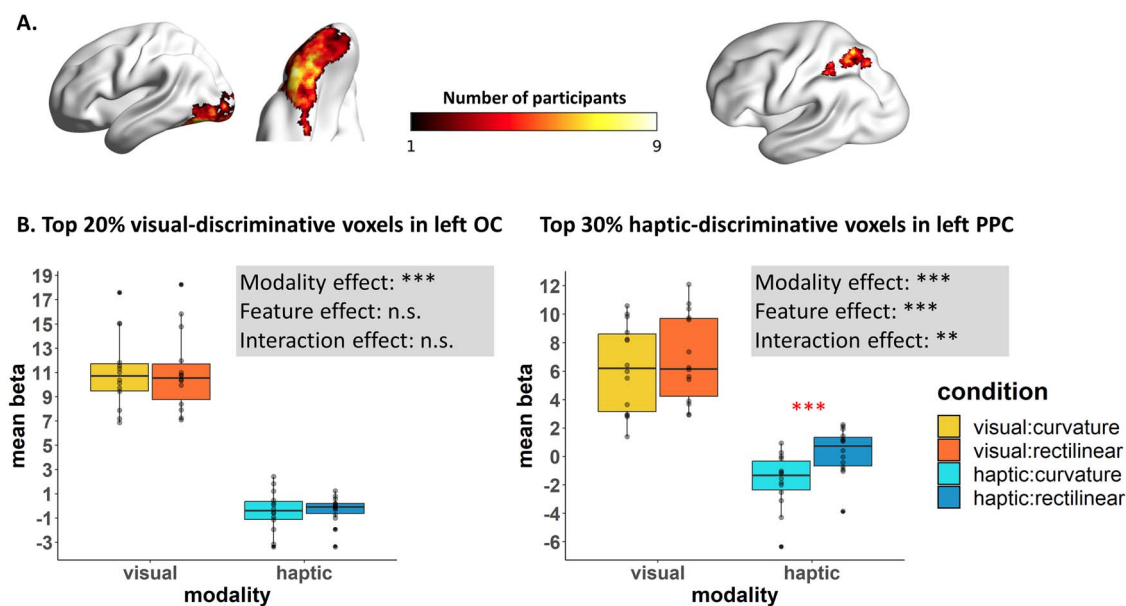 A.
Number of participants
1 9
B. Top 20% visual-discriminative voxels in left OC
Modality effect: ***
Feature effect: n.s.
Interaction effect: n.s.
mean beta
19
17
15
13
11
9
7
5
3
1
-1
-3
visual haptic
modality
Top 30% haptic-discriminative voxels in left PPC
Modality effect: ***
Feature effect: ***
Interaction effect: **
mean beta
12
10
8
6
4
2
0
-2
-4
-6
***
visual haptic
modality
condition
visual:curvature
visual:rectilinear
haptic:curvature
haptic:rectilinear